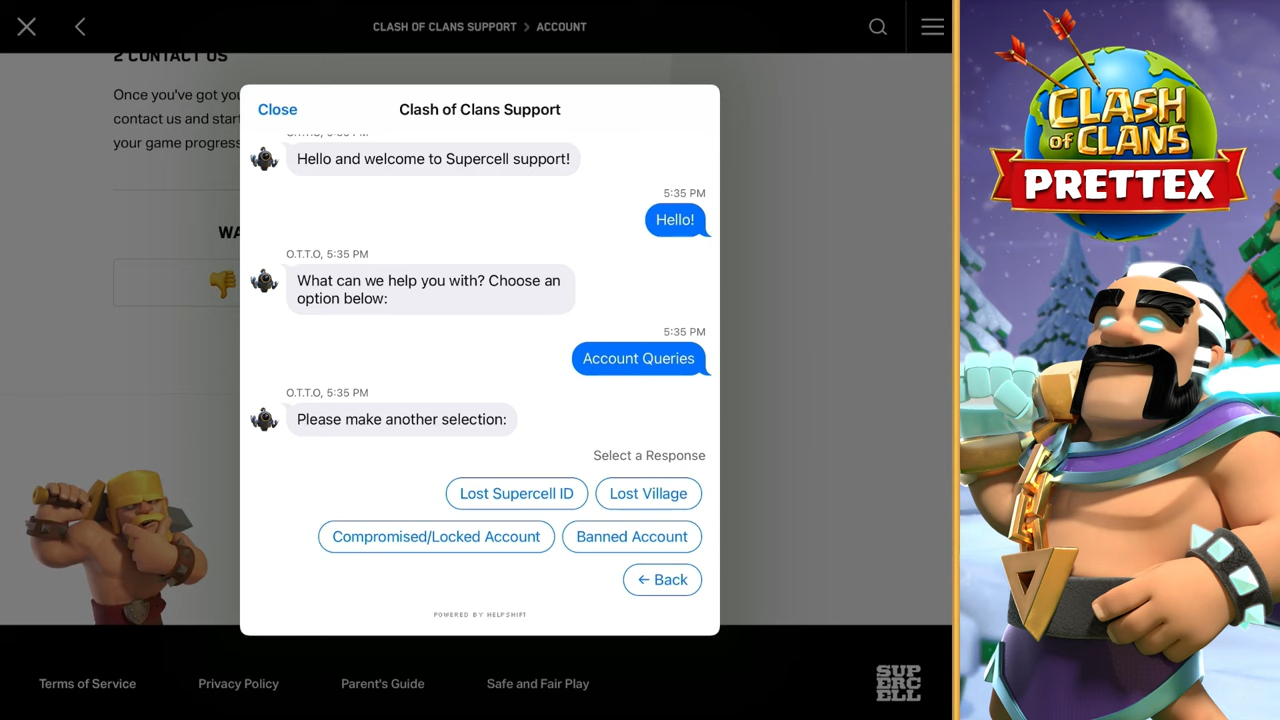 CLASH OF CLANS SUPPORT > ACCOUNT
2 CONTACT US
Once you've got you
contact us and start
your game progress
WA
Close
Clash of Clans Support
Hello and welcome to Supercell support!
5:35 PM
Hello!
O.T.T.O, 5:35 PM
What can we help you with? Choose an
option below:
5:35 PM
Account Queries
O.T.T.O, 5:35 PM
Please make another selection:
Select a Response
Lost Supercell ID
Lost Village
Compromised/Locked Account
Banned Account
← Back
POWERED BY HELPSHIFT
Terms of Service
Privacy Policy
Parent's Guide
Safe and Fair Play
SUP
ERC
ELL
CLASH
OF CLANS
PRETTEX